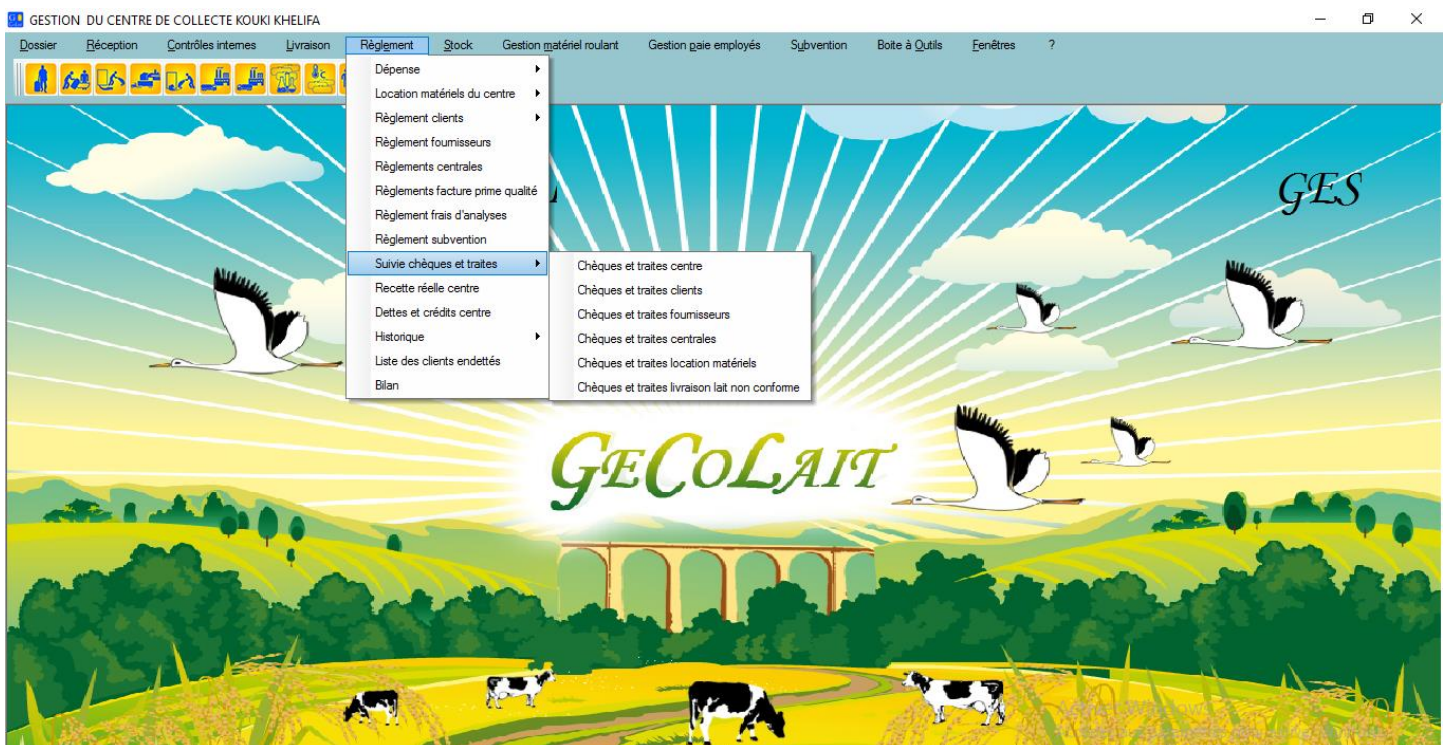 GESTION DU CENTRE DE COLLECTE KOUKI KHELIFA
Dossier Réception Contrôles internes Livraison Règlement Stock Gestion matériel roulant Gestion paie employés Subvention Boite à Outils Fenêtres ?
Dépense
Location matériels du centre
Règlement clients
Règlement fournisseurs
Règlements centrales
Règlements facture prime qualité
Règlement frais d'analyses
Règlement subvention
Suivie chèques et traites
Recette réelle centre
Dettes et crédits centre
Historique
Liste des clients endettés
Bilan
Chèques et traites centre
Chèques et traites clients
Chèques et traites fournisseurs
Chèques et traites centrales
Chèques et traites location matériels
Chèques et traites livraison lait non conforme
GES
GECOLAIT